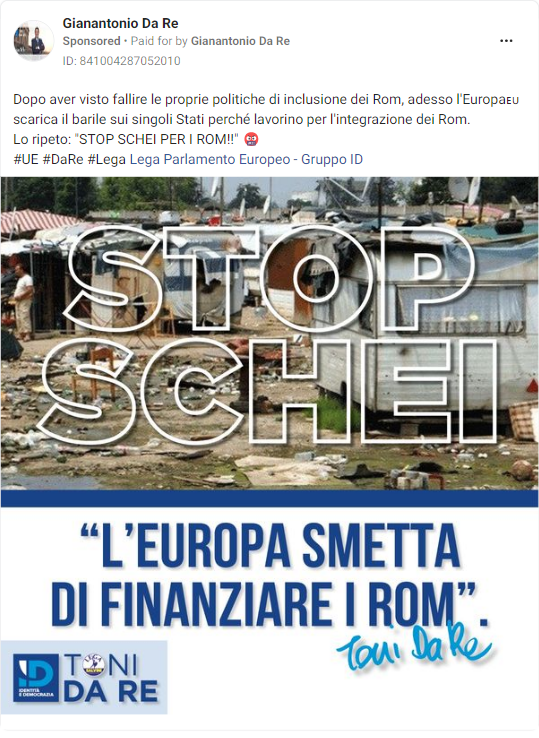 Gianantonio Da Re
Sponsored • Paid for by Gianantonio Da Re
ID: 841004287052010
Dopo aver visto fallire le proprie politiche di inclusione dei Rom, adesso l'Europaᴇᴜ
scarica il barile sui singoli Stati perché lavorino per l'integrazione dei Rom.
Lo ripeto: "STOP SCHEI PER I ROM!!" 😡
#UE #DaRe #Lega Lega Parlamento Europeo - Gruppo ID
STOP
SCHEI
“L'EUROPA SMETTA
DI FINANZIARE I ROM”.
Toni Da Re
ID
IDENTITÀ
E DEMOCRAZIA
TONI
DA RE
LEGA
SALVINI